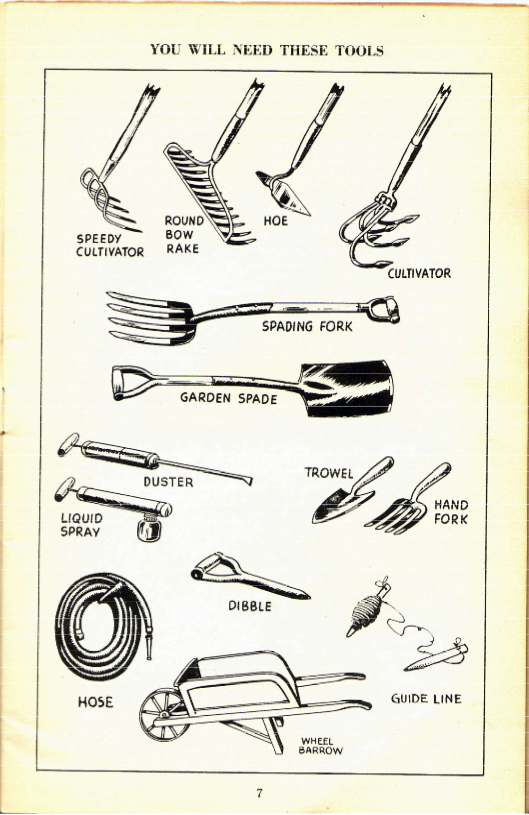 YOU WILL NEED THESE TOOLS
SPEEDY
CULTIVATOR
ROUND
BOW
RAKE
HOE
CULTIVATOR
SPADING FORK
GARDEN SPADE
DUSTER
LIQUID
SPRAY
TROWEL
HAND
FORK
DIBBLE
HOSE
GUIDE LINE
WHEEL
BARROW
7